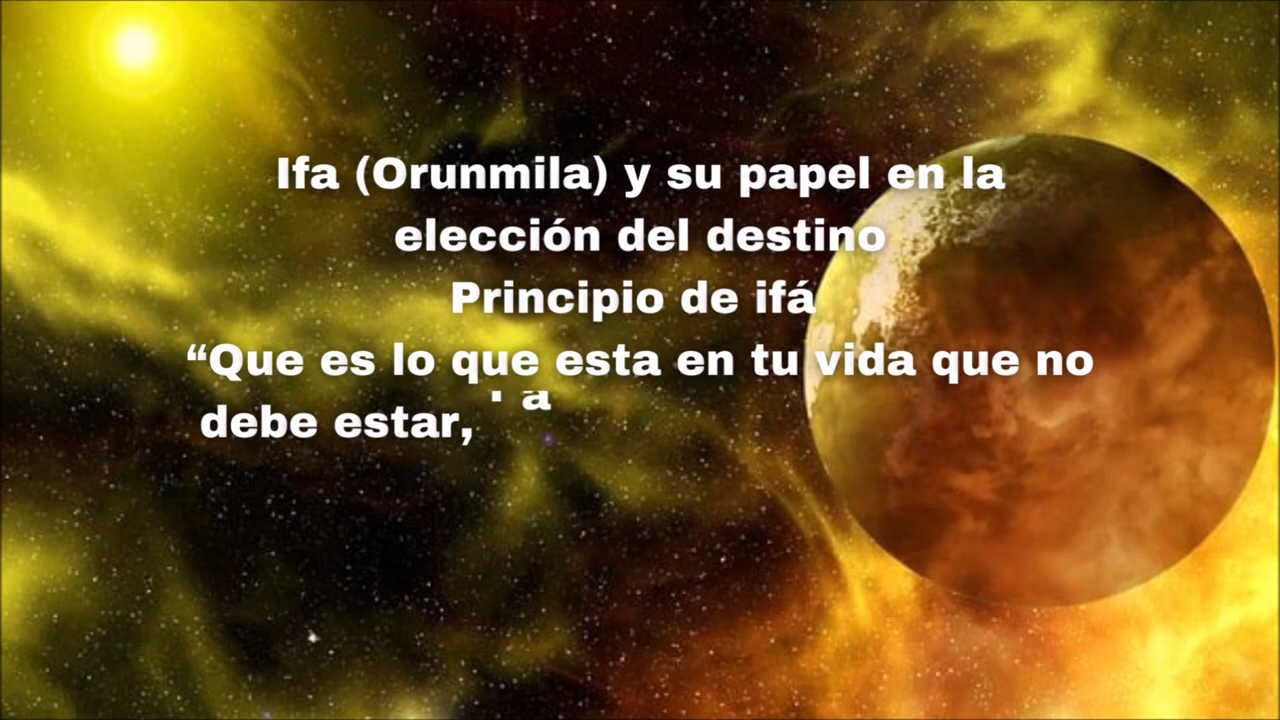 Ifa (Orunmila) y su papel en la
elección del destino
Principio de ifá
“Que es lo que esta en tu vida que no
debe estar,